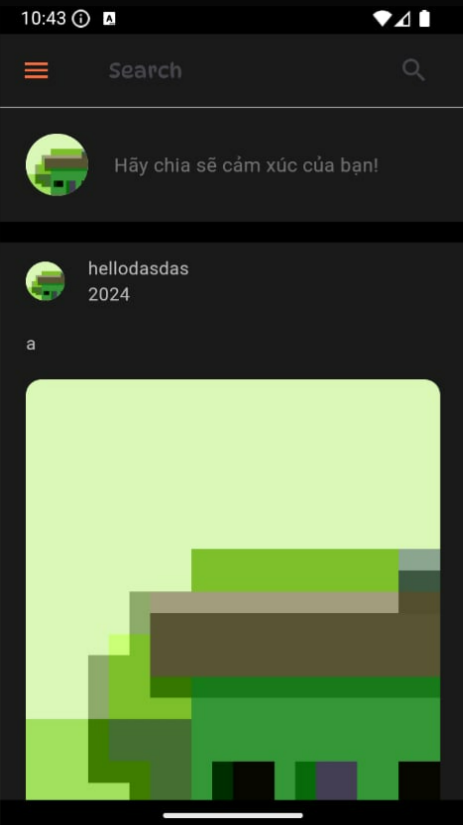 10:43
Search
Hãy chia sẽ cảm xúc của bạn!
hellodasdas
2024
a